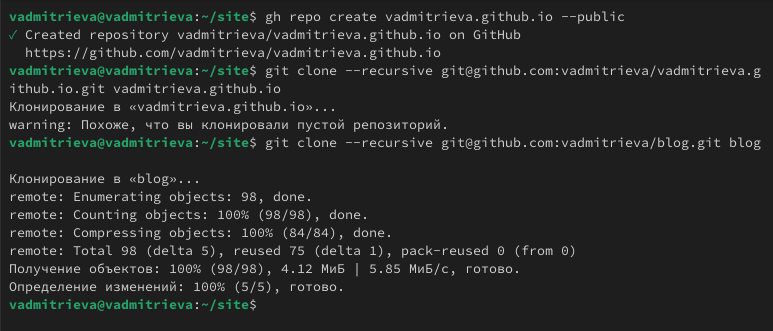 vadmitrieva@vadmitrieva:~/site$ gh repo create vadmitrieva.github.io --public
✓ Created repository vadmitrieva/vadmitrieva.github.io on GitHub
  https://github.com/vadmitrieva/vadmitrieva.github.io
vadmitrieva@vadmitrieva:~/site$ git clone --recursive git@github.com:vadmitrieva/vadmitrieva.g
ithub.io.git vadmitrieva.github.io
Клонирование в «vadmitrieva.github.io»...
warning: Похоже, что вы клонировали пустой репозиторий.
vadmitrieva@vadmitrieva:~/site$ git clone --recursive git@github.com:vadmitrieva/blog.git blog
Клонирование в «blog»...
remote: Enumerating objects: 98, done.
remote: Counting objects: 100% (98/98), done.
remote: Compressing objects: 100% (84/84), done.
remote: Total 98 (delta 5), reused 75 (delta 1), pack-reused 0 (from 0)
Получение объектов: 100% (98/98), 4.12 МиБ | 5.85 МиБ/с, готово.
Определение изменений: 100% (5/5), готово.
vadmitrieva@vadmitrieva:~/site$